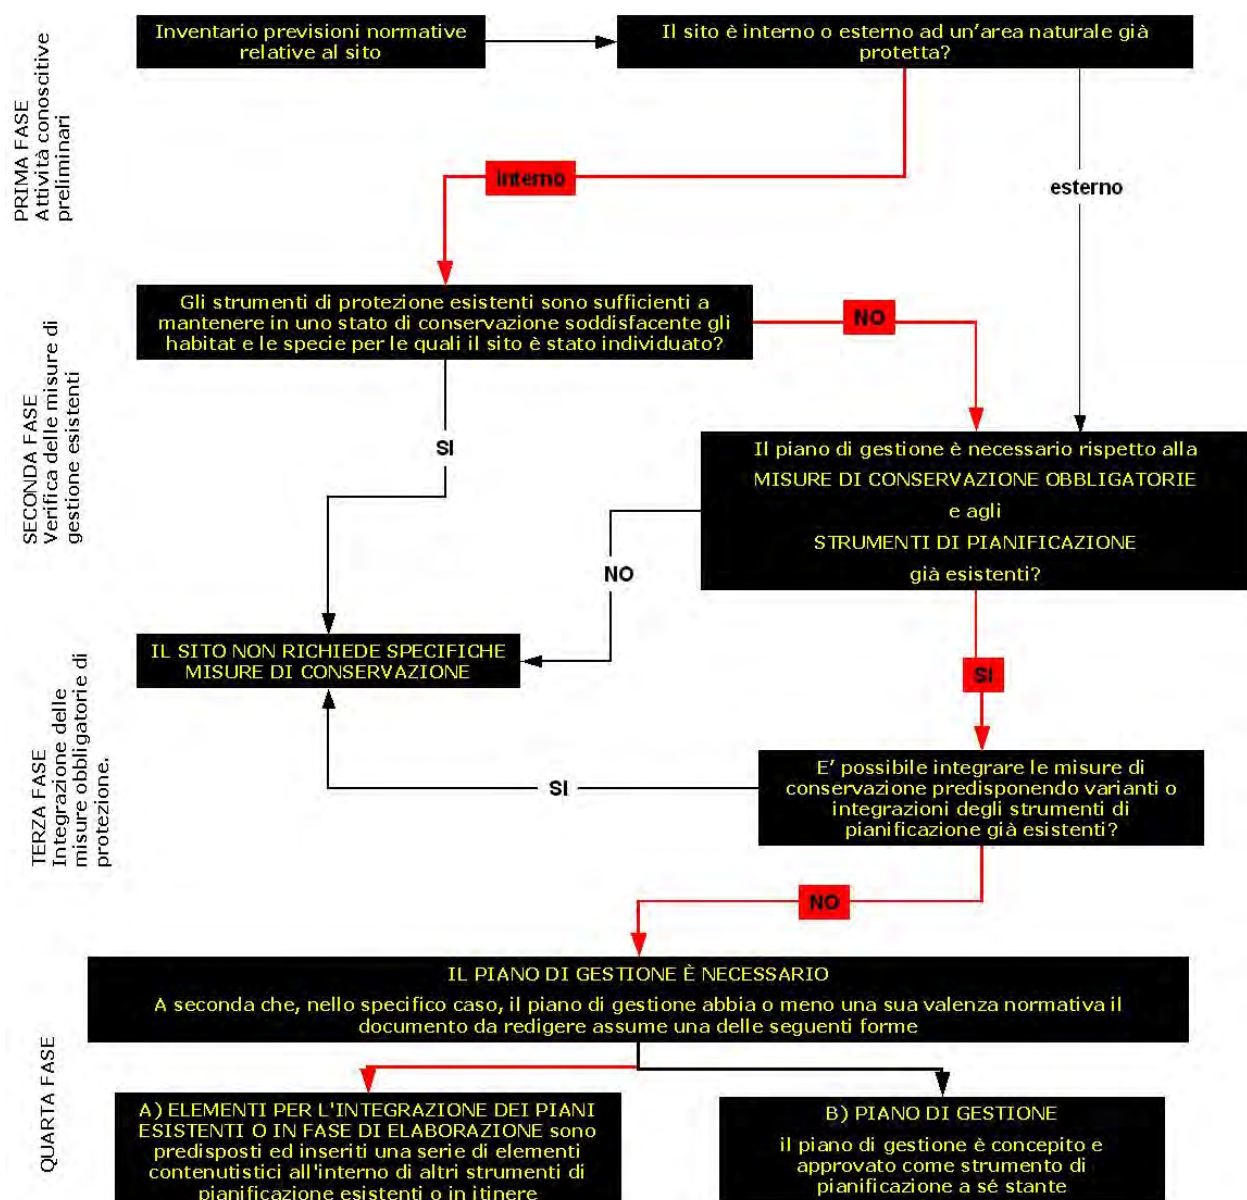 Inventario previsioni normative
relative al sito
Il sito è interno o esterno ad un'area naturale già
protetta?
PRIMA FASE
Attività conoscitive
preliminari
Interno
esterno
Gli strumenti di protezione esistenti sono sufficienti a
mantenere in uno stato di conservazione soddisfacente gli
habitat e le specie per le quali il sito è stato individuato?
NO
SECONDA FASE
Verifica delle misure di
gestione esistenti
SI
Il piano di gestione è necessario rispetto alla
MISURE DI CONSERVAZIONE OBBLIGATORIE
e agli
STRUMENTI DI PIANIFICAZIONE
già esistenti?
NO
IL SITO NON RICHIEDE SPECIFICHE
MISURE DI CONSERVAZIONE
SI
TERZA FASE
Integrazione delle
misure obbligatorie di
protezione.
E' possibile integrare le misure di
conservazione predisponendo varianti o
integrazioni degli strumenti di
pianificazione già esistenti?
SI
NO
IL PIANO DI GESTIONE È NECESSARIO
A seconda che, nello specifico caso, il piano di gestione abbia o meno una sua valenza normativa il
documento da redigere assume una delle seguenti forme
QUARTA FASE
A) ELEMENTI PER L'INTEGRAZIONE DEI PIANI
ESISTENTI O IN FASE DI ELABORAZIONE sono
predisposti ed inseriti una serie di elementi
contenutistici all'interno di altri strumenti di
pianificazione esistenti o in itinere
B) PIANO DI GESTIONE
il piano di gestione è concepito e
approvato come strumento di
pianificazione a sé stante